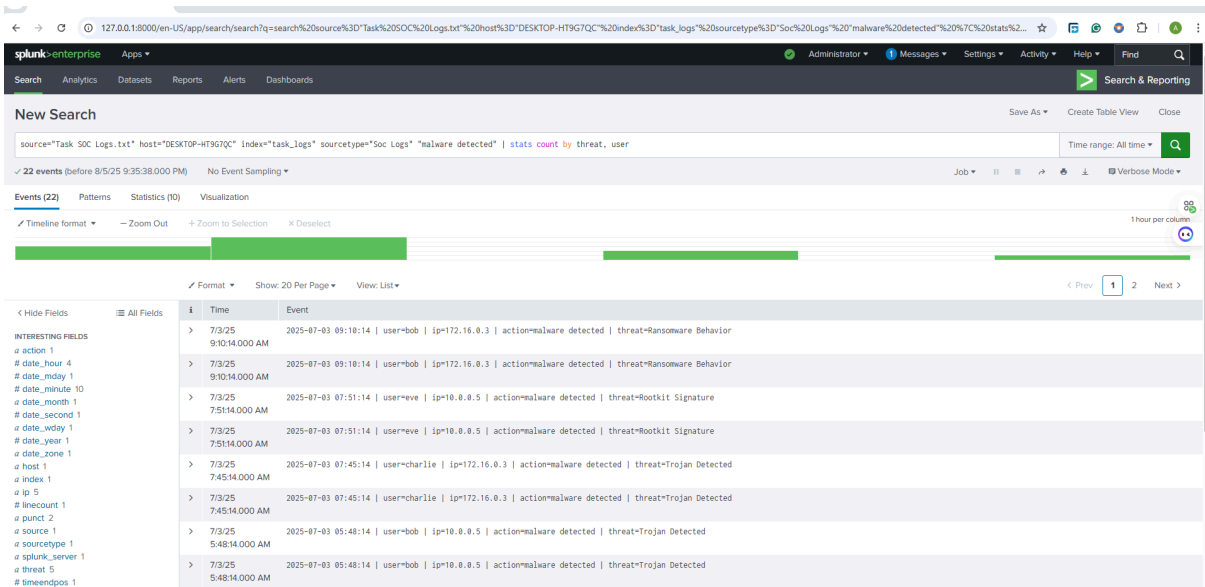 127.0.0.1:8000/en-US/app/search/search?q=search%20source%3D"Task%20SOC%20Logs.txt"%20host%3D"DESKTOP-HT9G7QC"%20index%3D"task_logs"%20sourcetype%3D"Soc%20Logs"%20"malware%20detected"%20%7C%20stats%2...
A
splunk>enterprise Apps Administrator 1 Messages Settings Activity Help Find
Search Analytics Datasets Reports Alerts Dashboards Search & Reporting
New Search Save As Create Table View Close
source="Task SOC Logs.txt" host="DESKTOP-HT9G7QC" index="task_logs" sourcetype="Soc Logs" "malware detected" | stats count by threat, user Time range: All time
22 events (before 8/5/25 9:35:38.000 PM) No Event Sampling Job Verbose Mode
Events (22) Patterns Statistics (10) Visualization
Timeline format — Zoom Out + Zoom to Selection × Deselect 1 hour per column
Format Show: 20 Per Page View: List < Prev 1 2 Next >
< Hide Fields All Fields i Time Event
INTERESTING FIELDS
a action 1
# date_hour 4
# date_mday 1
# date_minute 10
a date_month 1
# date_second 1
a date_wday 1
# date_year 1
a date_zone 1
a host 1
a index 1
a ip 5
# linecount 1
a punct 2
a source 1
a sourcetype 1
a splunk_server 1
a threat 5
# timeendpos 1
> 7/3/25 2025-07-03 09:10:14 | user=bob | ip=172.16.0.3 | action=malware detected | threat=Ransomware Behavior
9:10:14.000 AM
> 7/3/25 2025-07-03 09:10:14 | user=bob | ip=172.16.0.3 | action=malware detected | threat=Ransomware Behavior
9:10:14.000 AM
> 7/3/25 2025-07-03 07:51:14 | user=eve | ip=10.0.0.5 | action=malware detected | threat=Rootkit Signature
7:51:14.000 AM
> 7/3/25 2025-07-03 07:51:14 | user=eve | ip=10.0.0.5 | action=malware detected | threat=Rootkit Signature
7:51:14.000 AM
> 7/3/25 2025-07-03 07:45:14 | user=charlie | ip=172.16.0.3 | action=malware detected | threat=Trojan Detected
7:45:14.000 AM
> 7/3/25 2025-07-03 07:45:14 | user=charlie | ip=172.16.0.3 | action=malware detected | threat=Trojan Detected
7:45:14.000 AM
> 7/3/25 2025-07-03 05:48:14 | user=bob | ip=10.0.0.5 | action=malware detected | threat=Trojan Detected
5:48:14.000 AM
> 7/3/25 2025-07-03 05:48:14 | user=bob | ip=10.0.0.5 | action=malware detected | threat=Trojan Detected
5:48:14.000 AM